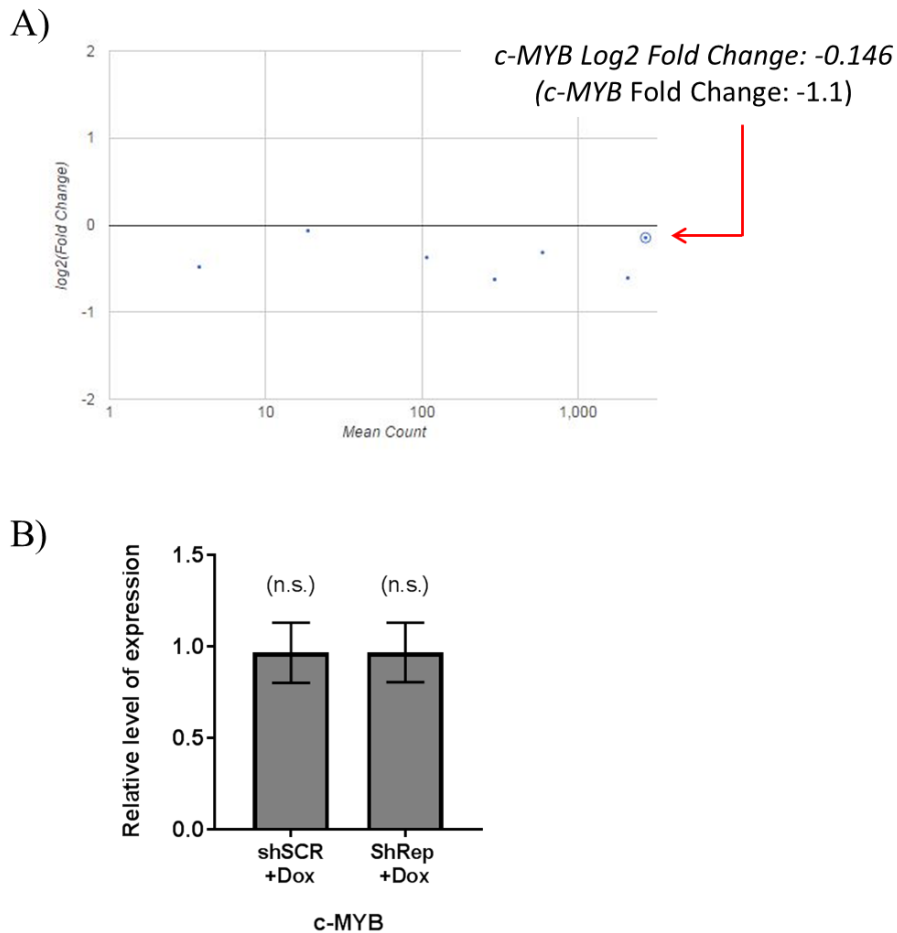 A)
c-MYB Log2 Fold Change: -0.146
(c-MYB Fold Change: -1.1)
2
1
0
-1
-2
log2(Fold Change)
1
10
100
1,000
Mean Count
B)
Relative level of expression
1.5
1.0
0.5
0.0
(n.s.)
(n.s.)
shSCR
+Dox
ShRep
+Dox
c-MYB